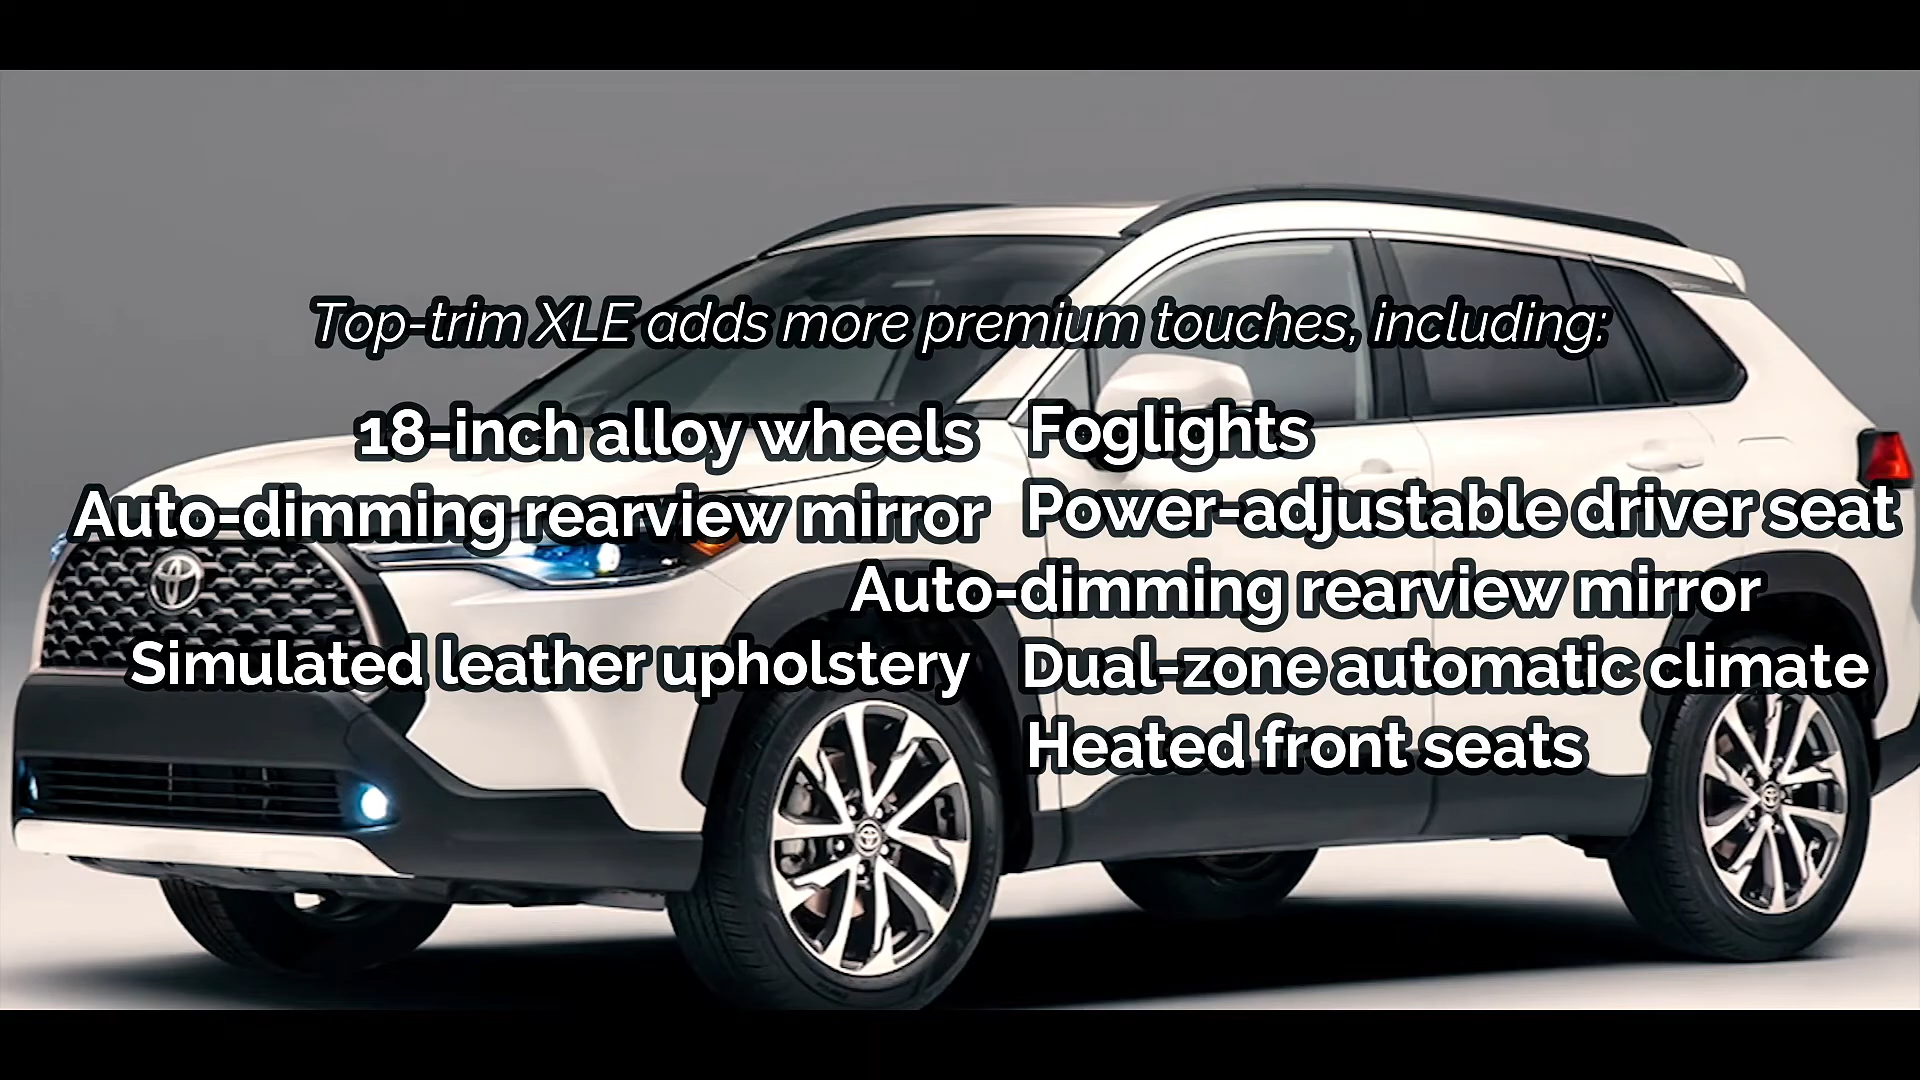 Top-trim XLE adds more premium touches, including:
18-inch alloy wheels
Foglights
Auto-dimming rearview mirror
Power-adjustable driver seat
Auto-dimming rearview mirror
Simulated leather upholstery
Dual-zone automatic climate
Heated front seats